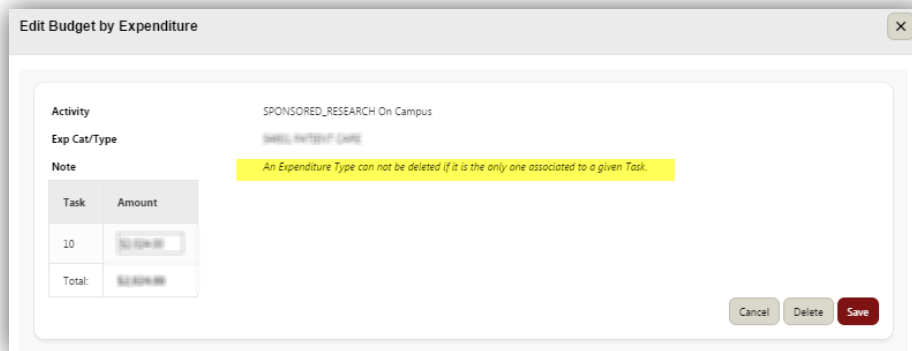 Edit Budget by Expenditure
Activity SPONSORED_RESEARCH On Campus
Exp Cat/Type
Note An Expenditure Type can not be deleted if it is the only one associated to a given Task.
Task Amount
10
Total:
Cancel Delete Save